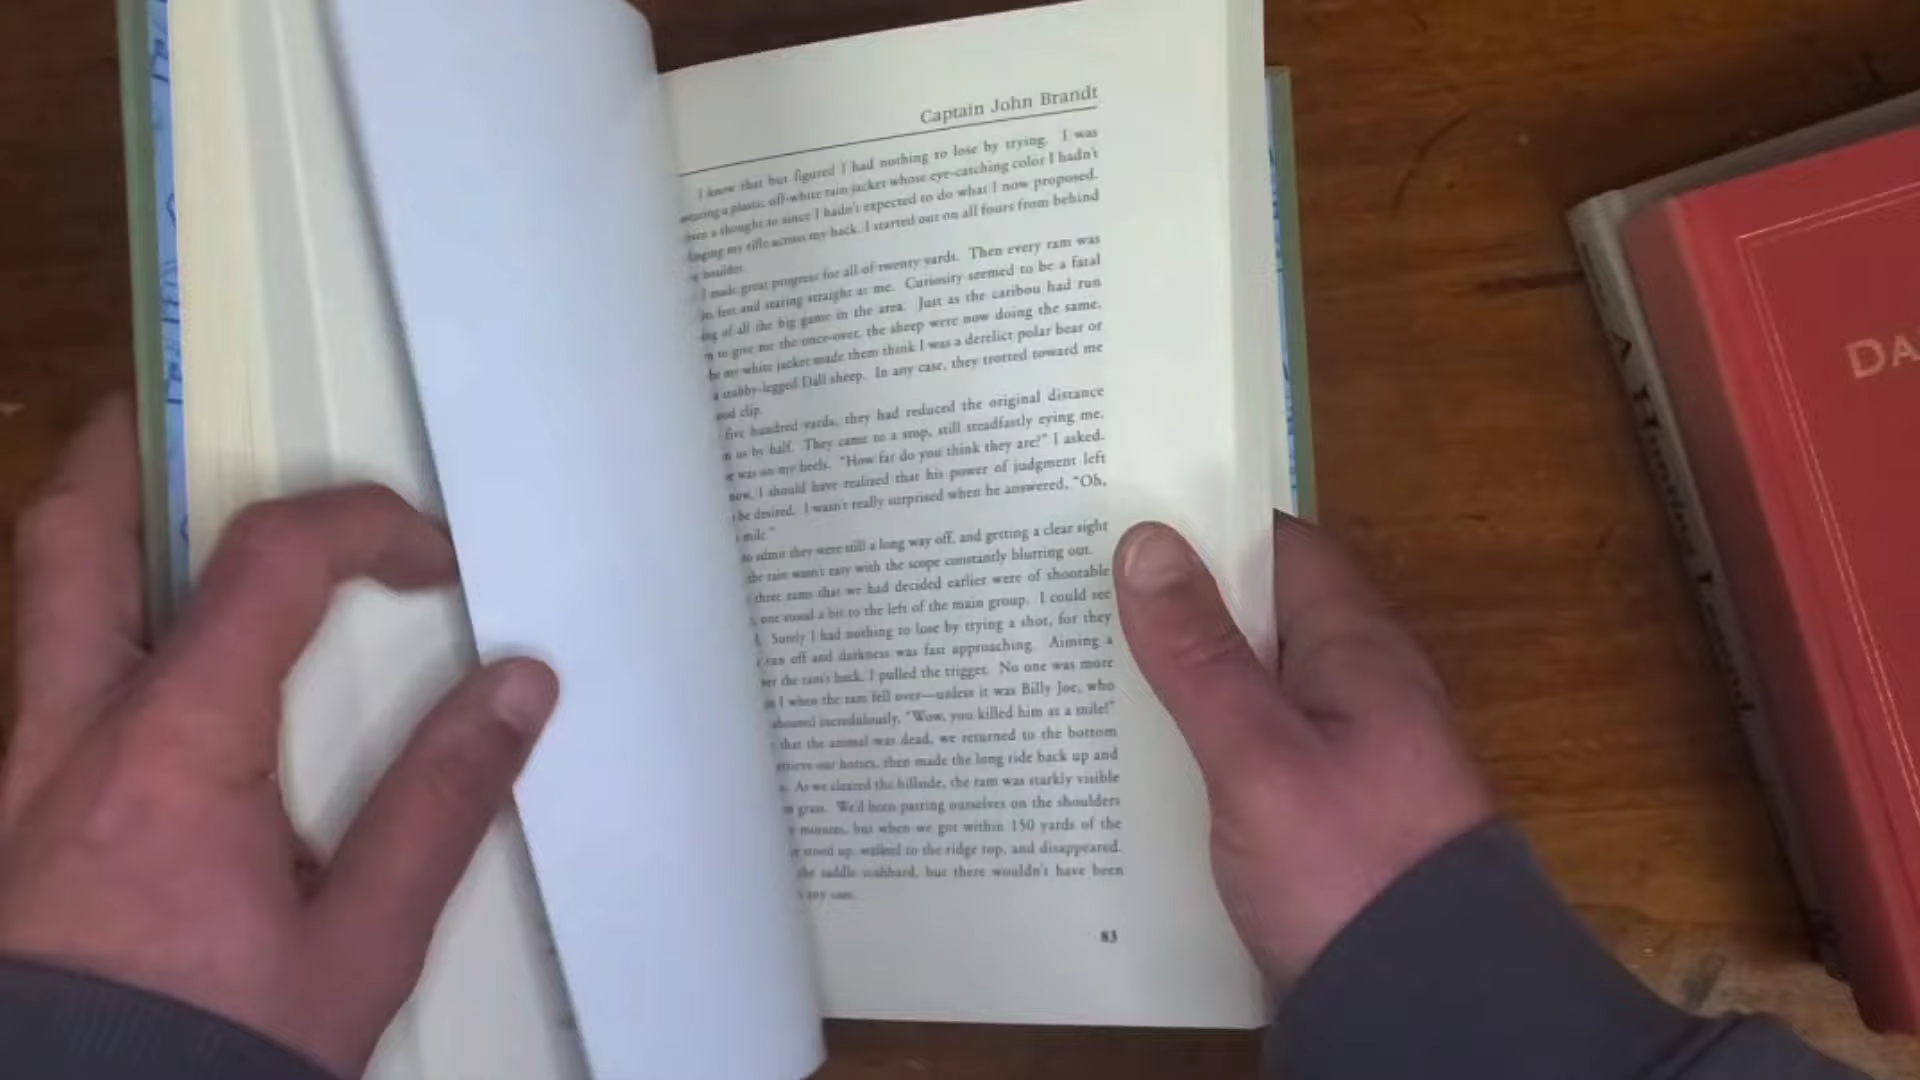 Captain John Brandt
I knew that but figured I had nothing to lose by trying. I was
wearing a plastic off-white rain jacket whose eye-catching color I hadn't
a thought to since I hadn't expected to do what I now proposed.
my rifle across my back, I started out on all fours from behind
boulder.
I made great progress for all of twenty yards. Then every ram was
feet and staring straight at me. Curiosity seemed to be a fatal
of all the big game in the area. Just as the caribou had run
to give me the once-over, the sheep were now doing the same.
my white jacket made them think I was a derelict polar bear or
a stubby-legged Dall sheep. In any case, they trotted toward me
clip.
five hundred yards, they had reduced the original distance
us by half. They came to a stop, still steadfastly eying me.
was on my heels. "How far do you think they are?" I asked.
now, I should have realized that his power of judgment left
be desired. I wasn't really surprised when he answered, "Oh,
mile."
to admit they were still a long way off, and getting a clear sight
the rain wasn't easy with the scope constantly blurring out.
three rams that we had decided earlier were of shootable
one stood a bit to the left of the main group. I could see
Surely I had nothing to lose by trying a shot, for they
ran off and darkness was fast approaching. Aiming a
the ram's back, I pulled the trigger. No one was more
I when the ram fell over—unless it was Billy Joe, who
shouted incredulously, "Wow, you killed him at a mile!"
that the animal was dead, we returned to the bottom
our horses, then made the long ride back up and
As we cleared the hillside, the ram was starkly visible
grass. We'd been patting ourselves on the shoulders
minutes, but when we got within 150 yards of the
stood up, walked to the ridge top, and disappeared.
the saddle scabbard, but there wouldn't have been
any case.
83
DA